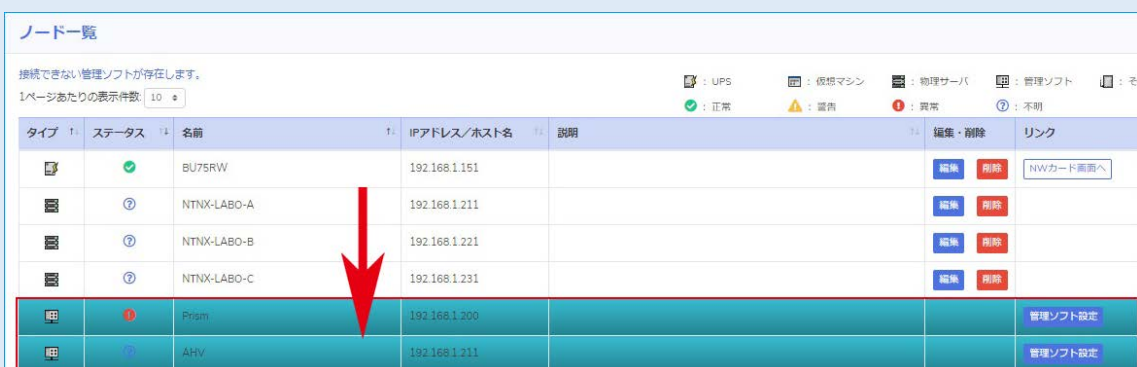 ノード一覧
接続できない管理ソフトが存在します。
1ページあたりの表示件数: 10
: UPS : 仮想マシン : 物理サーバ : 管理ソフト : そ
: 正常 : 警告 : 異常 : 不明
タイプ ステータス 名前 IPアドレス／ホスト名 説明 編集・削除 リンク
BU75RW 192.168.1.151 編集 削除 NWカード画面へ
NTNX-LABO-A 192.168.1.211 編集 削除
NTNX-LABO-B 192.168.1.221 編集 削除
NTNX-LABO-C 192.168.1.231 編集 削除
Prism 192.168.1.200 管理ソフト設定
AHV 192.168.1.211 管理ソフト設定